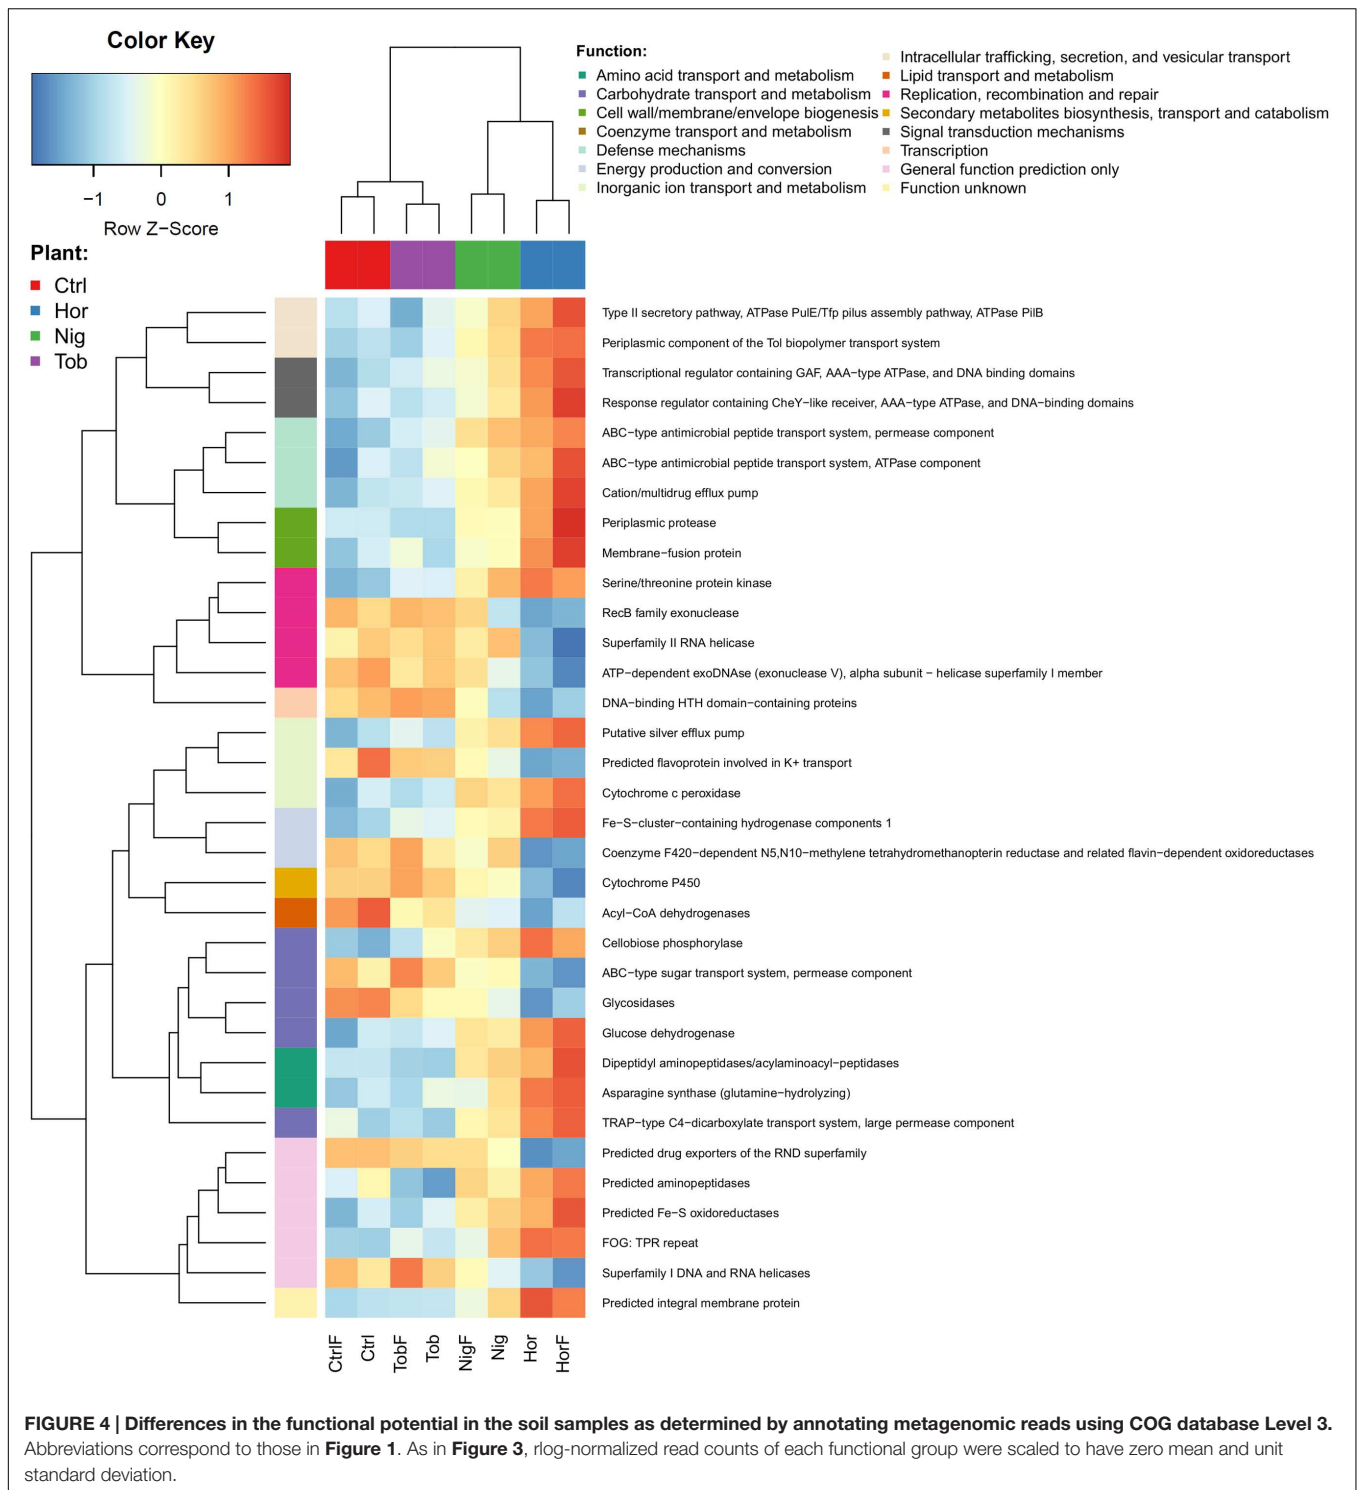 Color Key
−1 0 1
Row Z−Score
Function:
Amino acid transport and metabolism
Carbohydrate transport and metabolism
Cell wall/membrane/envelope biogenesis
Coenzyme transport and metabolism
Defense mechanisms
Energy production and conversion
Inorganic ion transport and metabolism
Intracellular trafficking, secretion, and vesicular transport
Lipid transport and metabolism
Replication, recombination and repair
Secondary metabolites biosynthesis, transport and catabolism
Signal transduction mechanisms
Transcription
General function prediction only
Function unknown
Plant:
Ctrl
Hor
Nig
Tob
Type II secretory pathway, ATPase PulE/Tfp pilus assembly pathway, ATPase PilB
Periplasmic component of the Tol biopolymer transport system
Transcriptional regulator containing GAF, AAA−type ATPase, and DNA binding domains
Response regulator containing CheY−like receiver, AAA−type ATPase, and DNA−binding domains
ABC−type antimicrobial peptide transport system, permease component
ABC−type antimicrobial peptide transport system, ATPase component
Cation/multidrug efflux pump
Periplasmic protease
Membrane−fusion protein
Serine/threonine protein kinase
RecB family exonuclease
Superfamily II RNA helicase
ATP−dependent exoDNAse (exonuclease V), alpha subunit − helicase superfamily I member
DNA−binding HTH domain−containing proteins
Putative silver efflux pump
Predicted flavoprotein involved in K+ transport
Cytochrome c peroxidase
Fe−S−cluster−containing hydrogenase components 1
Coenzyme F420−dependent N5,N10−methylene tetrahydromethanopterin reductase and related flavin−dependent oxidoreductases
Cytochrome P450
Acyl−CoA dehydrogenases
Cellobiose phosphorylase
ABC−type sugar transport system, permease component
Glycosidases
Glucose dehydrogenase
Dipeptidyl aminopeptidases/acylaminoacyl−peptidases
Asparagine synthase (glutamine−hydrolyzing)
TRAP−type C4−dicarboxylate transport system, large permease component
Predicted drug exporters of the RND superfamily
Predicted aminopeptidases
Predicted Fe−S oxidoreductases
FOG: TPR repeat
Superfamily I DNA and RNA helicases
Predicted integral membrane protein
CtrlF Ctrl TobF Tob NigF Nig Hor HorF
FIGURE 4 | Differences in the functional potential in the soil samples as determined by annotating metagenomic reads using COG database Level 3.
Abbreviations correspond to those in Figure 1. As in Figure 3, rlog-normalized read counts of each functional group were scaled to have zero mean and unit
standard deviation.